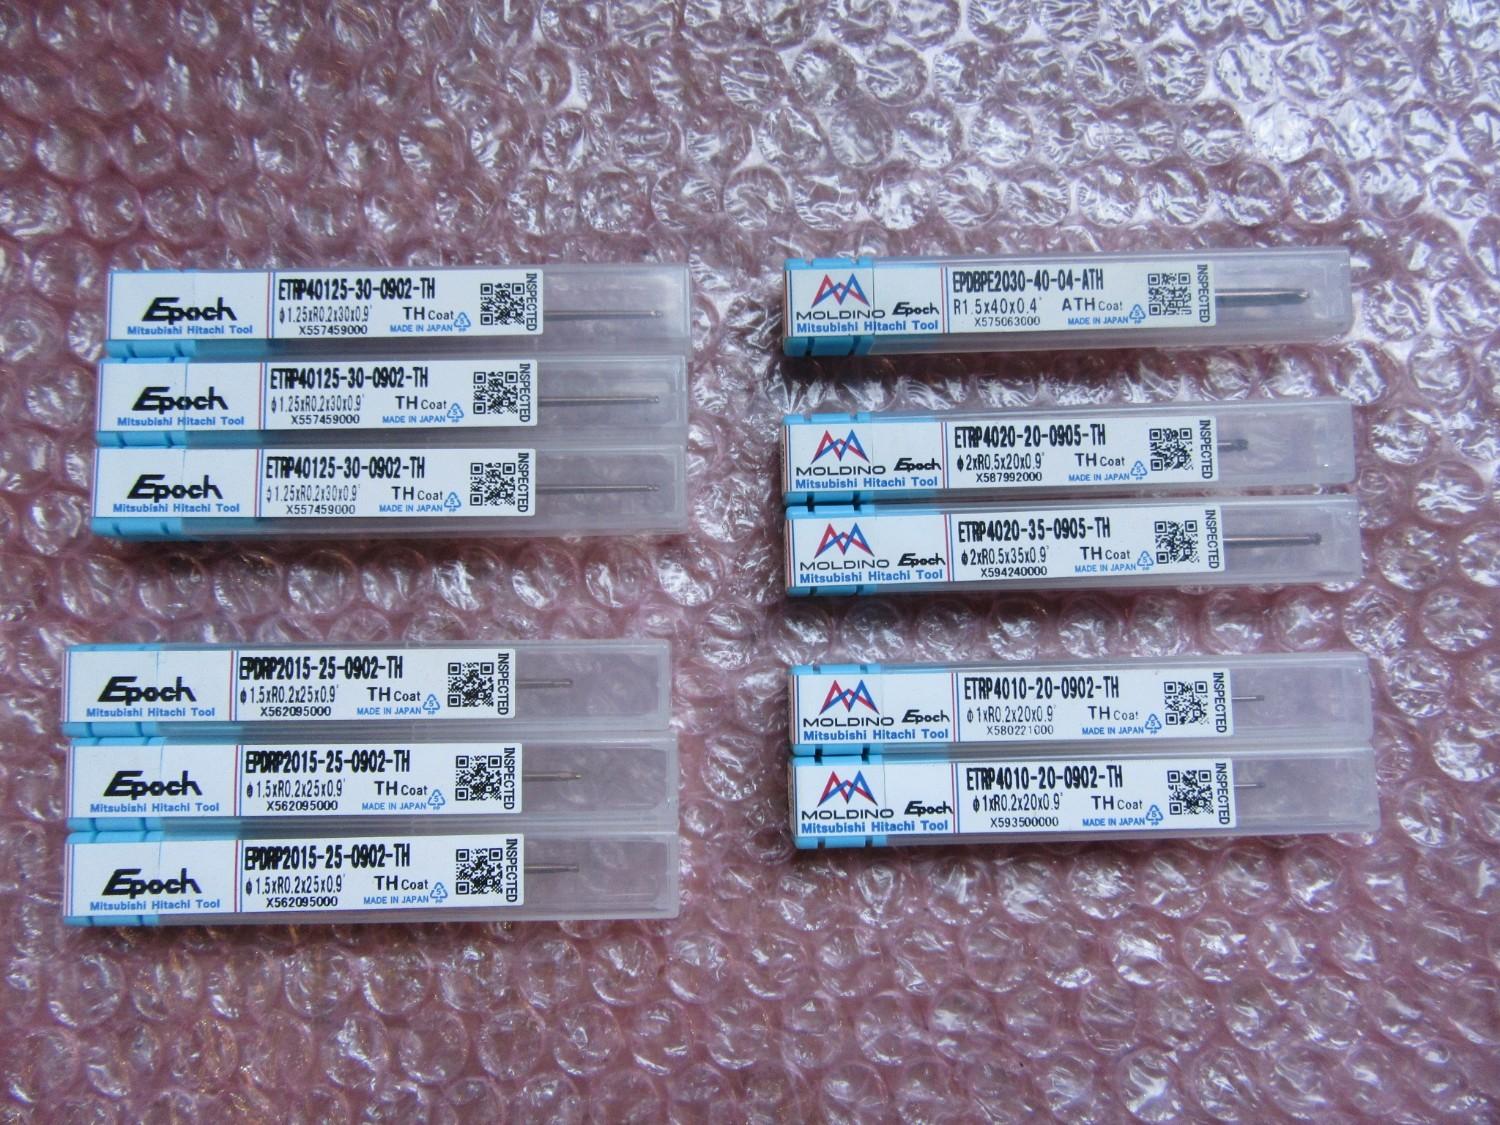 Epoch
Mitsubishi Hitachi Tool
ETRP40125-30-0902-TH
φ1.25xR0.2x30x0.9°
TH Coat
X557459000
MADE IN JAPAN
INSPECTED
Epoch
Mitsubishi Hitachi Tool
ETRP40125-30-0902-TH
φ1.25xR0.2x30x0.9°
TH Coat
X557459000
MADE IN JAPAN
INSPECTED
Epoch
Mitsubishi Hitachi Tool
ETRP40125-30-0902-TH
φ1.25xR0.2x30x0.9°
TH Coat
X557459000
MADE IN JAPAN
INSPECTED
Epoch
Mitsubishi Hitachi Tool
EPDRP2015-25-0902-TH
φ1.5xR0.2x25x0.9°
TH Coat
X562095000
MADE IN JAPAN
INSPECTED
Epoch
Mitsubishi Hitachi Tool
EPDRP2015-25-0902-TH
φ1.5xR0.2x25x0.9°
TH Coat
X562095000
MADE IN JAPAN
INSPECTED
Epoch
Mitsubishi Hitachi Tool
EPDRP2015-25-0902-TH
φ1.5xR0.2x25x0.9°
TH Coat
X562095000
MADE IN JAPAN
INSPECTED
MOLDINO Epoch
Mitsubishi Hitachi Tool
EPDBPE2030-40-04-ATH
R1.5x40x0.4°
ATH Coat
X575063000
MADE IN JAPAN
INSPECTED
MOLDINO Epoch
Mitsubishi Hitachi Tool
ETRP4020-20-0905-TH
φ2xR0.5x20x0.9°
TH Coat
X587992000
MADE IN JAPAN
INSPECTED
MOLDINO Epoch
Mitsubishi Hitachi Tool
ETRP4020-35-0905-TH
φ2xR0.5x35x0.9°
TH Coat
X594240000
MADE IN JAPAN
INSPECTED
MOLDINO Epoch
Mitsubishi Hitachi Tool
ETRP4010-20-0902-TH
φ1xR0.2x20x0.9°
TH Coat
X580221000
MADE IN JAPAN
INSPECTED
MOLDINO Epoch
Mitsubishi Hitachi Tool
ETRP4010-20-0902-TH
φ1xR0.2x20x0.9°
TH Coat
X593500000
MADE IN JAPAN
INSPECTED